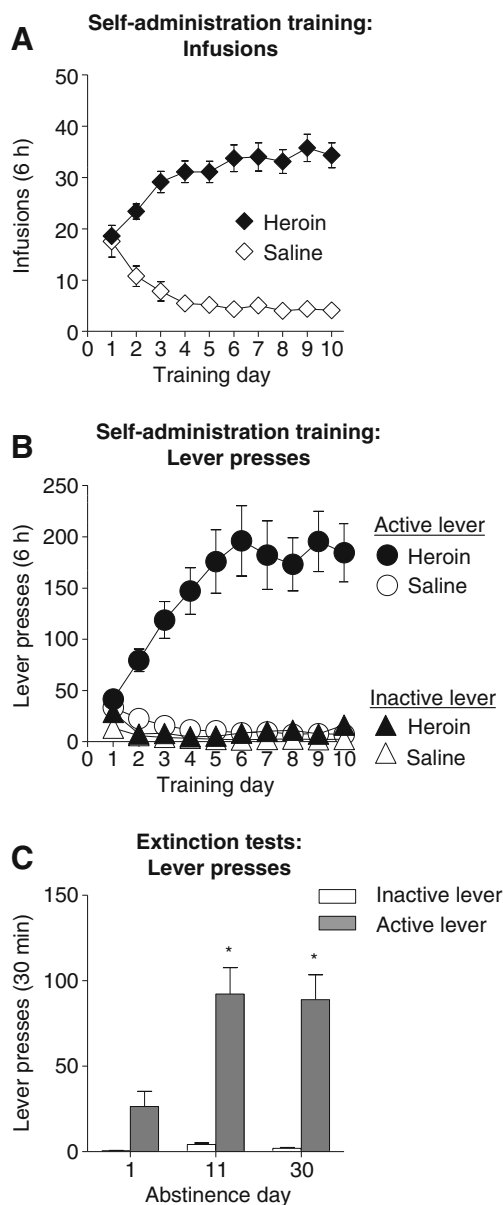 A
Self-administration training:
Infusions
Infusions (6 h)
50
40
30
20
10
0
Heroin
Saline
0 1 2 3 4 5 6 7 8 9 10
Training day
B
Self-administration training:
Lever presses
Lever presses (6 h)
250
200
150
100
50
0
Active lever
Heroin
Saline
Inactive lever
Heroin
Saline
0 1 2 3 4 5 6 7 8 9 10
Training day
C
Extinction tests:
Lever presses
Lever presses (30 min)
150
100
50
0
Inactive lever
Active lever
* *
1 11 30
Abstinence day